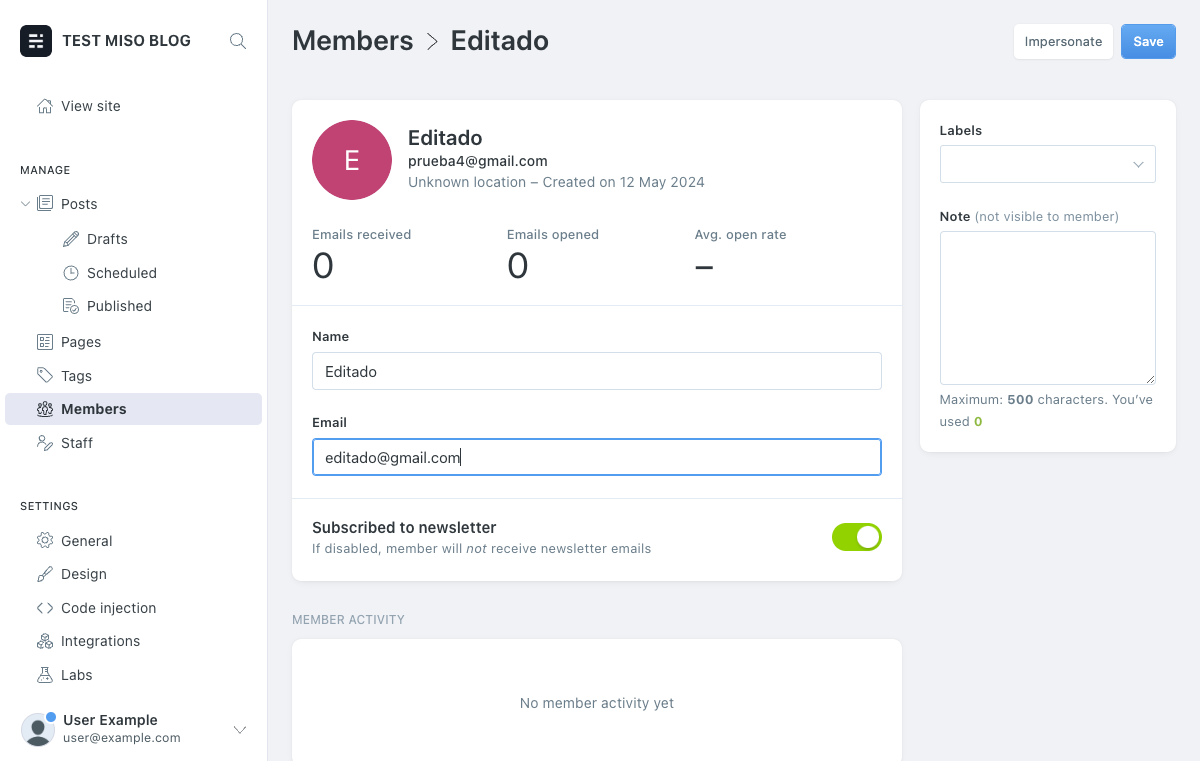 TEST MISO BLOG
View site
MANAGE
Posts
Drafts
Scheduled
Published
Pages
Tags
Members
Staff
SETTINGS
General
Design
Code injection
Integrations
Labs
User Example
user@example.com
Members > Editado
Impersonate
Save
E
Editado
prueba4@gmail.com
Unknown location – Created on 12 May 2024
Emails received
0
Emails opened
0
Avg. open rate
–
Name
Editado
Email
editado@gmail.com
Subscribed to newsletter
If disabled, member will not receive newsletter emails
MEMBER ACTIVITY
No member activity yet
Labels
Note (not visible to member)
Maximum: 500 characters. You’ve
used 0